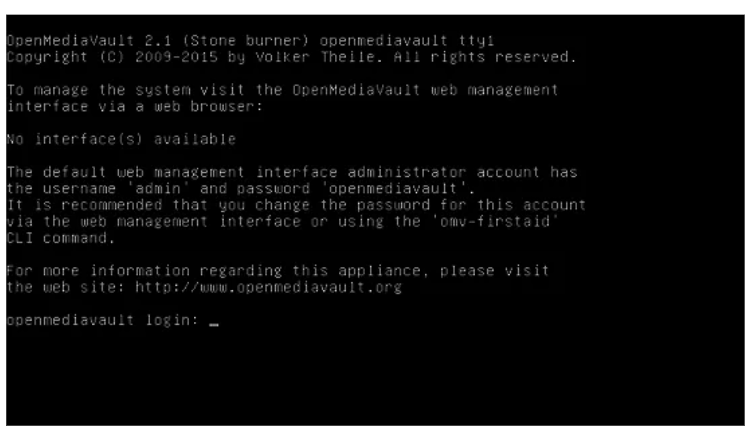 OpenMediaVault 2.1 (Stone burner) openmediavault tty1
Copyright (C) 2009-2015 by Volker Theile. All rights reserved.
To manage the system visit the OpenMediaVault web management
interface via a web browser:
No interface(s) available
The default web management interface administrator account has
the username 'admin' and password 'openmediavault'.
It is recommended that you change the password for this account
via the web management interface or using the 'omv-firstaid'
CLI command.
For more information regarding this appliance, please visit
the web site: http://www.openmediavault.org
openmediavault login: _